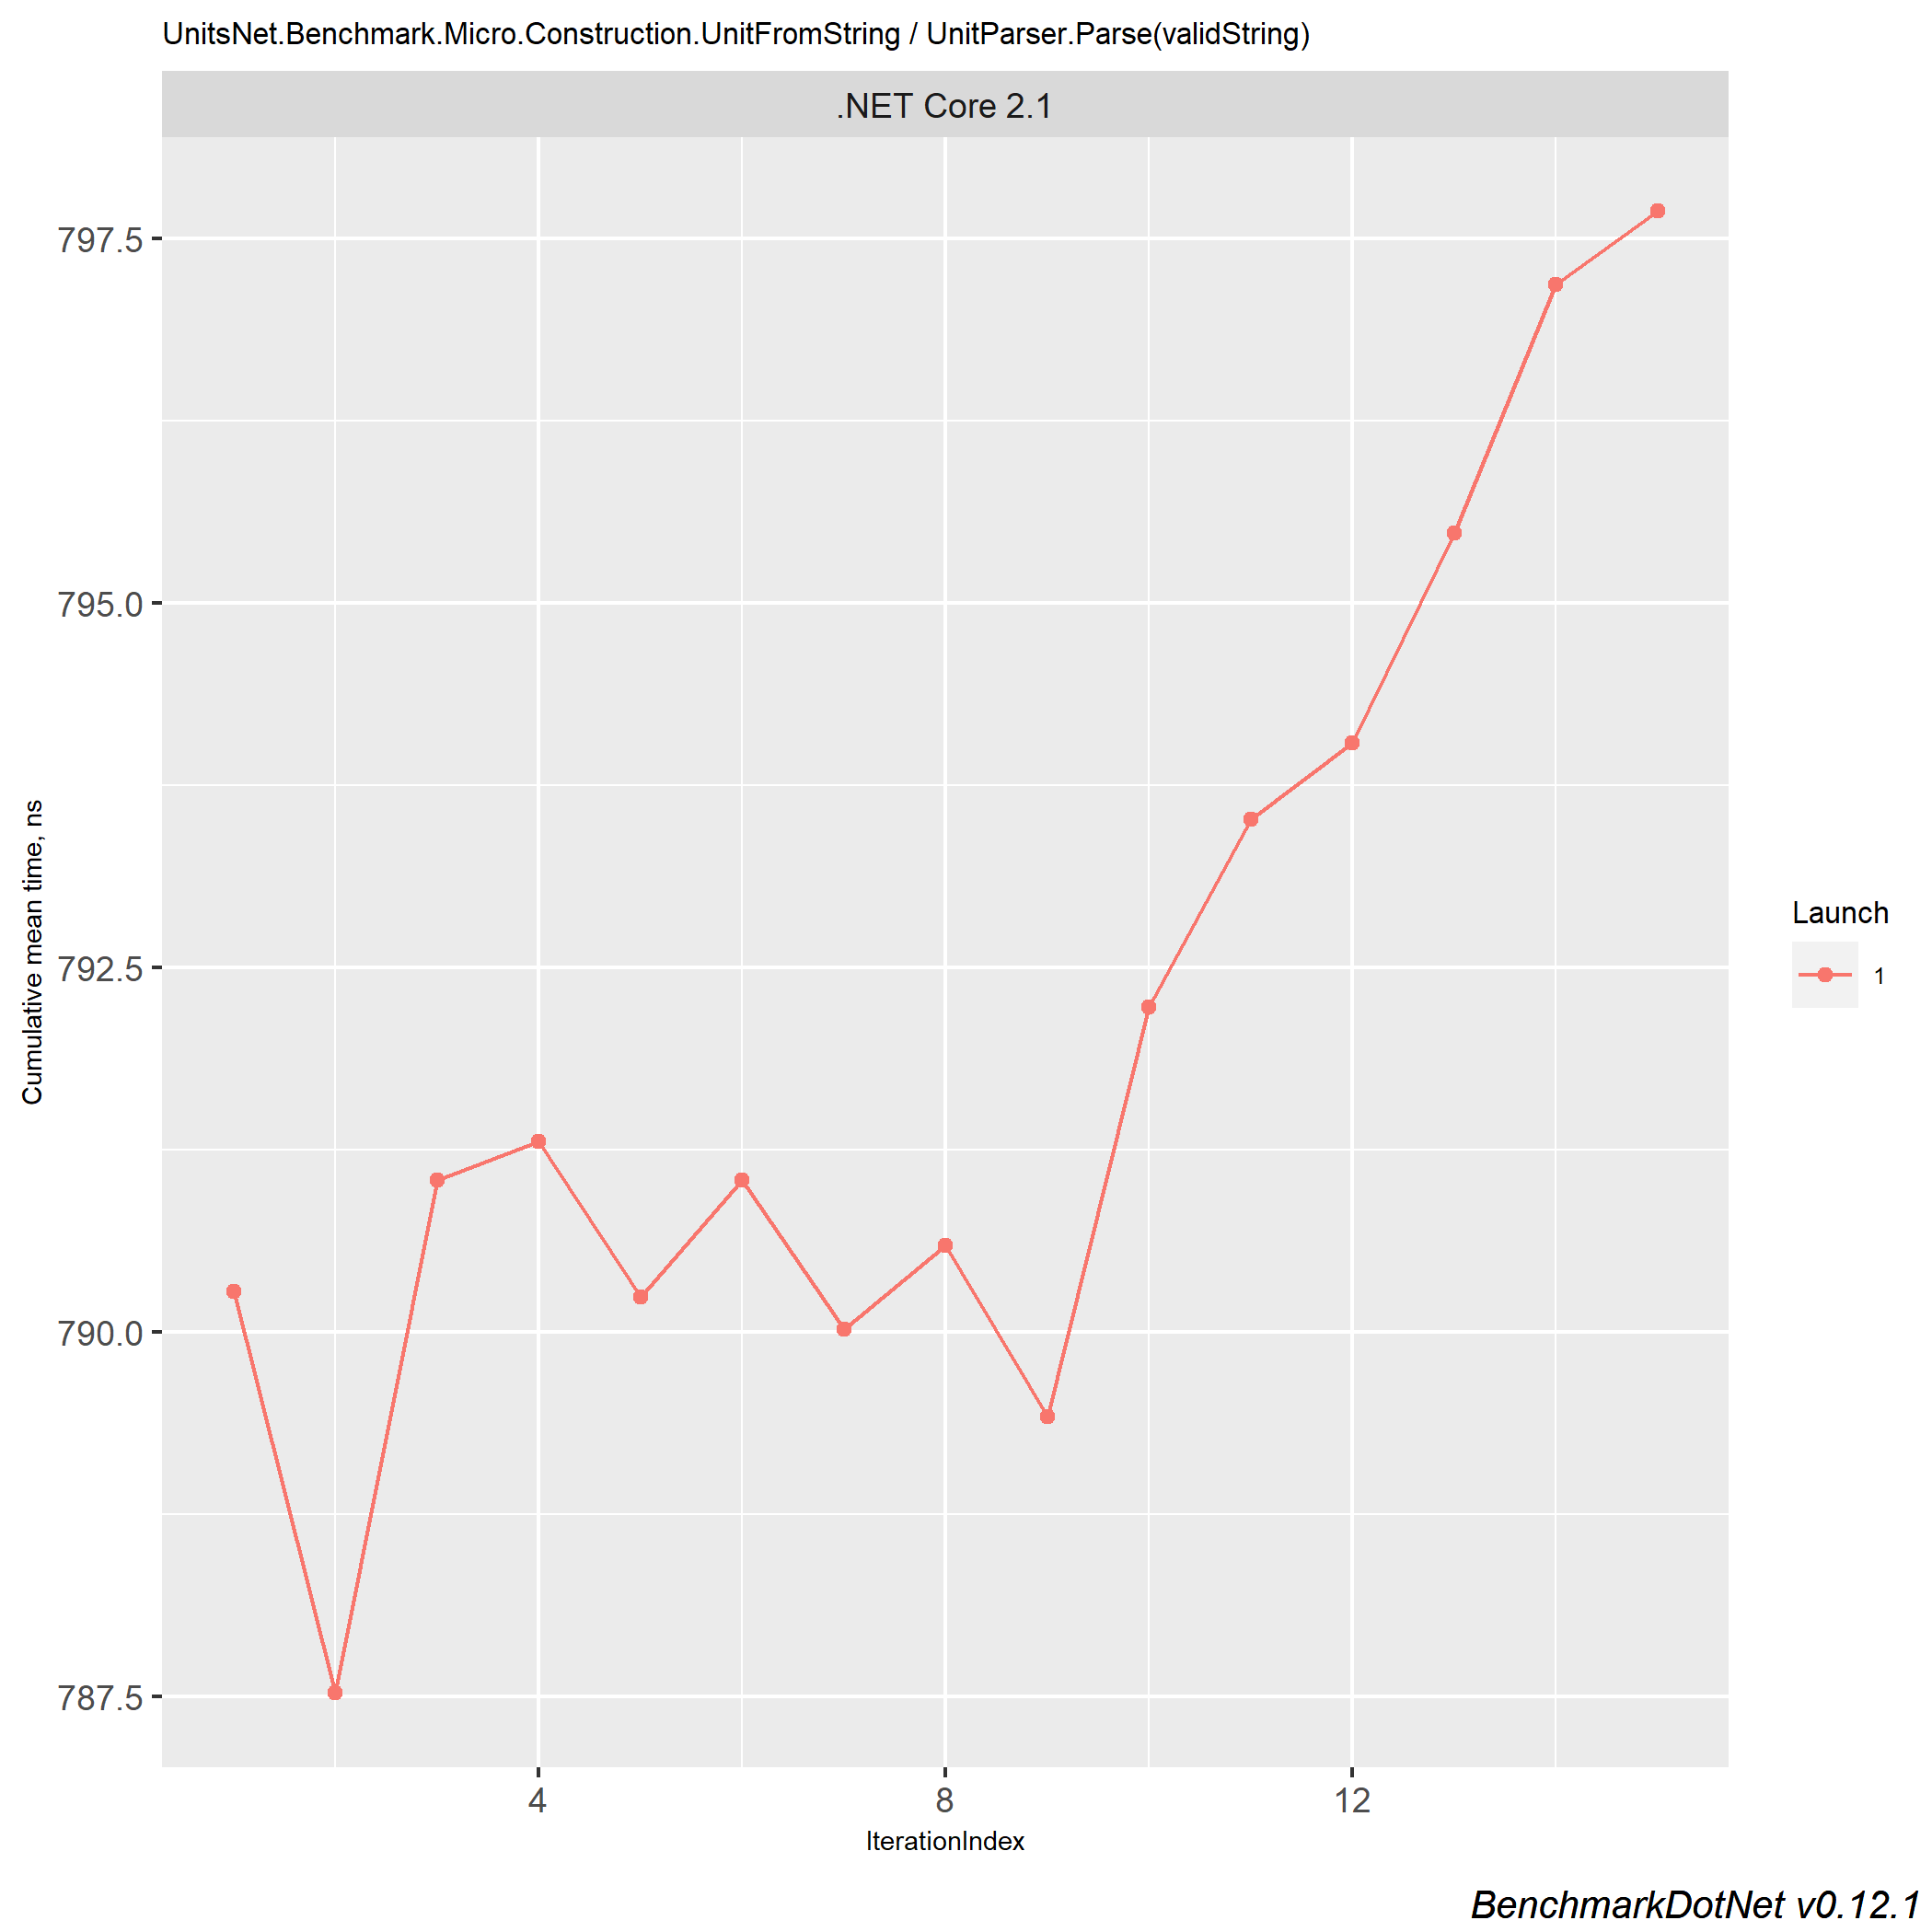 UnitsNet.Benchmark.Micro.Construction.UnitFromString / UnitParser.Parse(validString)
.NET Core 2.1
797.5
795.0
792.5
790.0
787.5
Cumulative mean time, ns
4
8
12
IterationIndex
Launch
1
BenchmarkDotNet v0.12.1